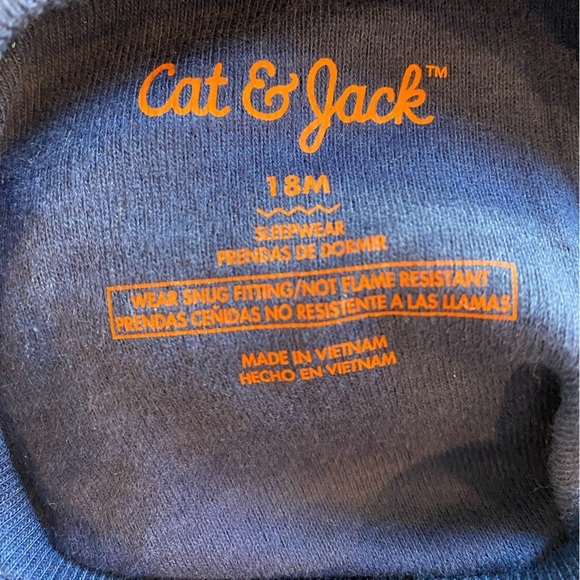 Cat & Jack™
18M
SLEEPWEAR
PRENDAS DE DORMIR
WEAR SNUG FITTING/NOT FLAME RESISTANT
PRENDAS CEÑIDAS NO RESISTENTE A LAS LLAMAS
MADE IN VIETNAM
HECHO EN VIETNAM